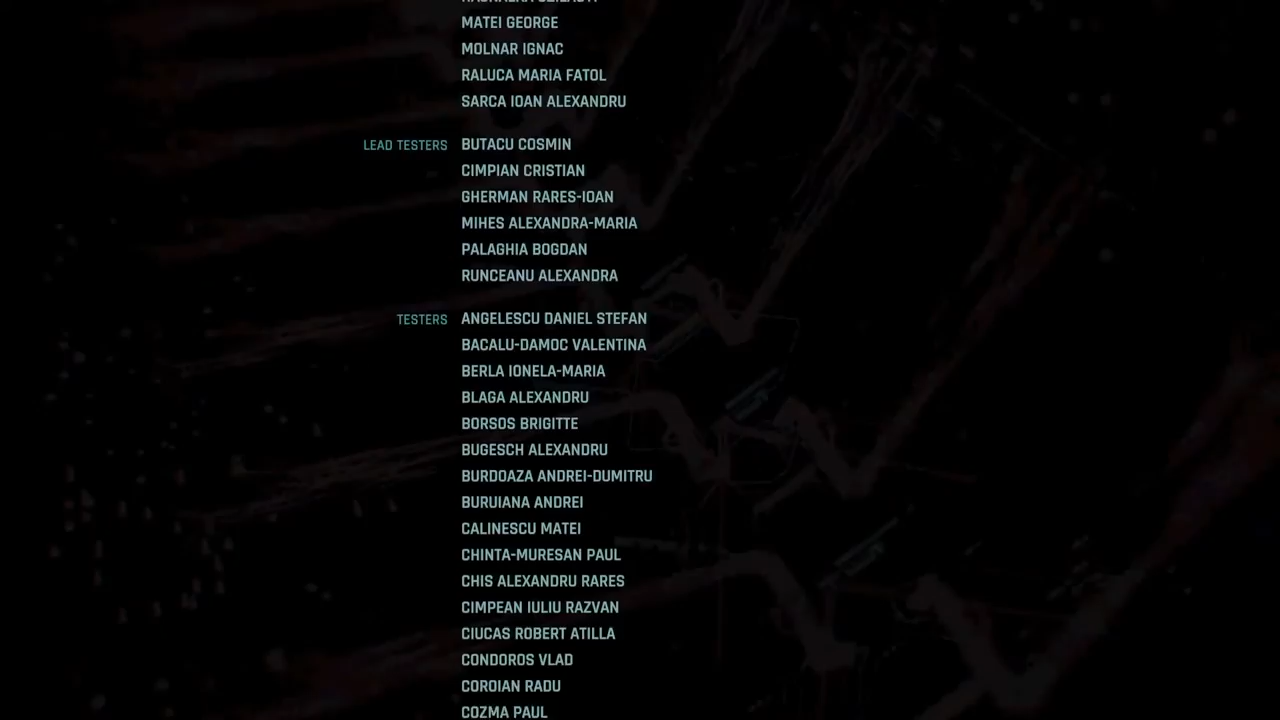 MATEI GEORGE
MOLNAR IGNAC
RALUCA MARIA FATOL
SARCA IOAN ALEXANDRU
LEAD TESTERS BUTACU COSMIN
CIMPIAN CRISTIAN
GHERMAN RARES-IOAN
MIHES ALEXANDRA-MARIA
PALAGHIA BOGDAN
RUNCEANU ALEXANDRA
TESTERS ANGELESCU DANIEL STEFAN
BACALU-DAMOC VALENTINA
BERLA IONELA-MARIA
BLAGA ALEXANDRU
BORSOS BRIGITTE
BUGESCH ALEXANDRU
BURDOAZA ANDREI-DUMITRU
BURUIANA ANDREI
CALINESCU MATEI
CHINTA-MURESAN PAUL
CHIS ALEXANDRU RARES
CIMPEAN IULIU RAZVAN
CIUCAS ROBERT ATILLA
CONDOROS VLAD
COROIAN RADU
COZMA PAUL